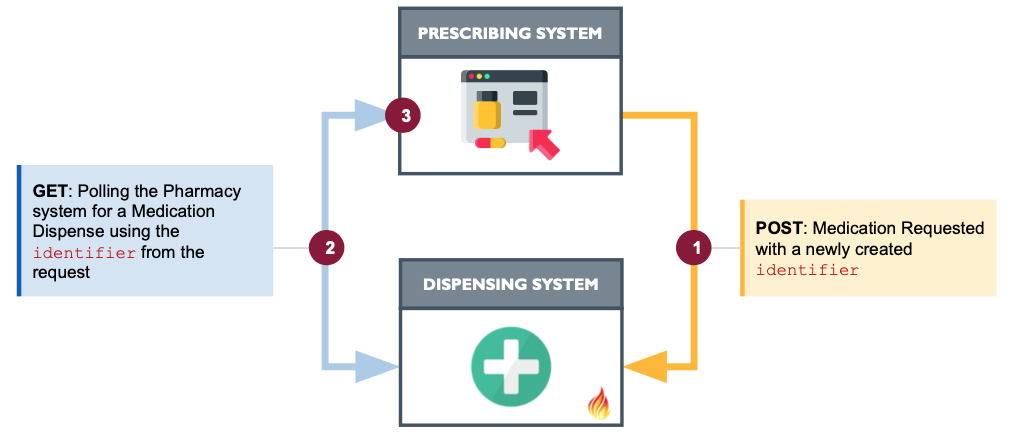 PRESCRIBING SYSTEM
3
GET: Polling the Pharmacy
system for a Medication
Dispense using the
identifier from the
request
2
1
POST: Medication Requested
with a newly created
identifier
DISPENSING SYSTEM